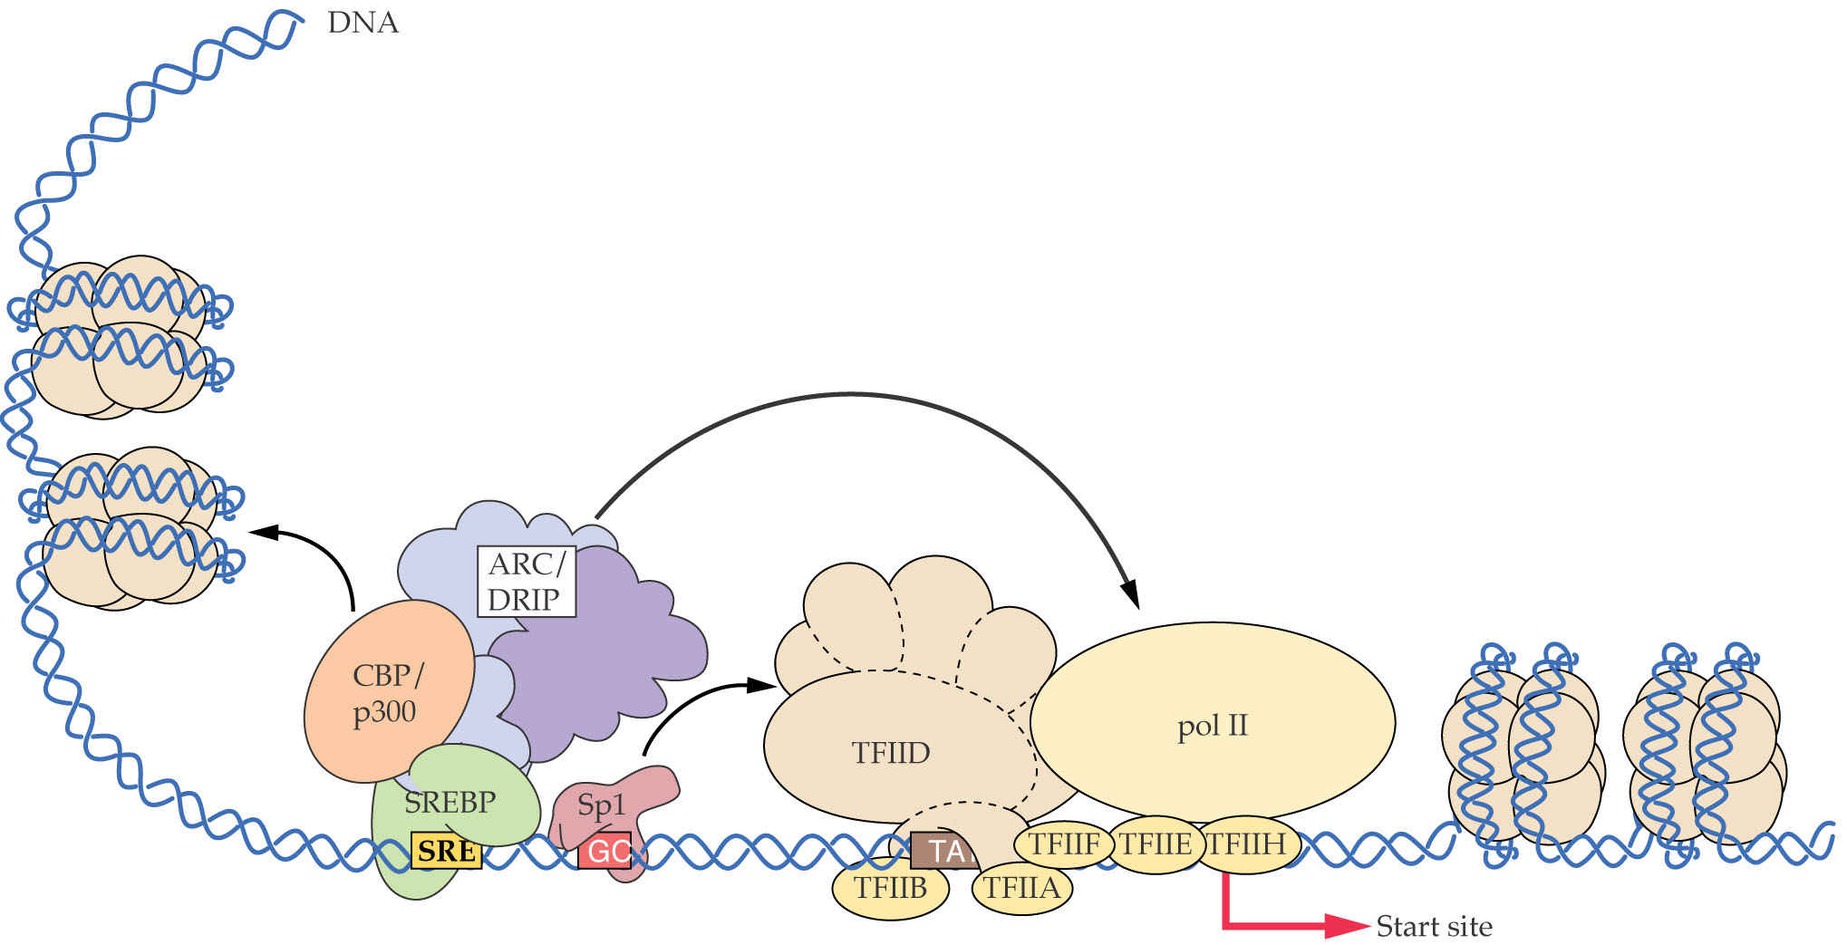 DNA
ARC/
DRIP
CBP/
p300
SREBP
SRE
Sp1
GC
TFIID
TA
pol II
TFIIF
TFIIE
TFIIH
TFIIB
TFIIA
Start site